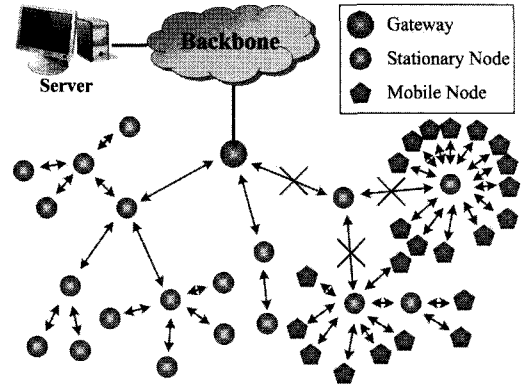 Backbone
Server
Gateway
Stationary Node
Mobile Node